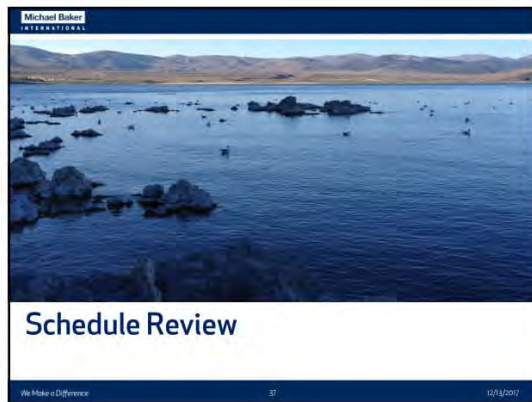 Michael Baker
INTERNATIONAL
Schedule Review
We Make a Difference
37
12/13/2017